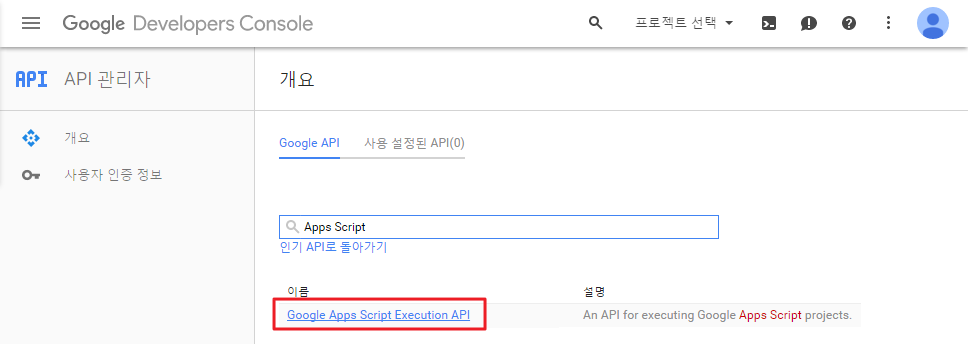 Google Developers Console
프로젝트 선택
API API 관리자
개요
개요
사용자 인증 정보
Google API 사용 설정된 API(0)
Apps Script
인기 API로 돌아가기
이름 설명
Google Apps Script Execution API An API for executing Google Apps Script projects.